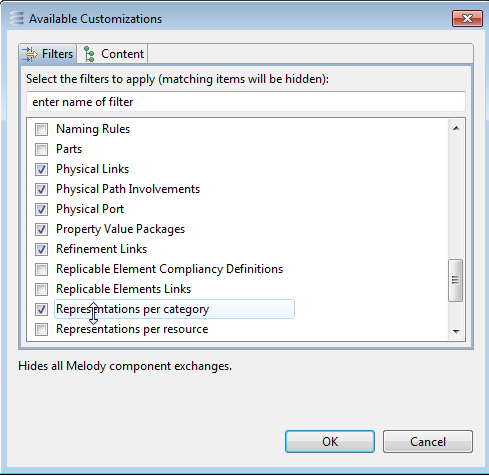 Available Customizations
Filters Content
Select the filters to apply (matching items will be hidden):
enter name of filter
Naming Rules
Parts
Physical Links
Physical Path Involvements
Physical Port
Property Value Packages
Refinement Links
Replicable Element Compliancy Definitions
Replicable Elements Links
Representations per category
Representations per resource
Hides all Melody component exchanges.
OK Cancel